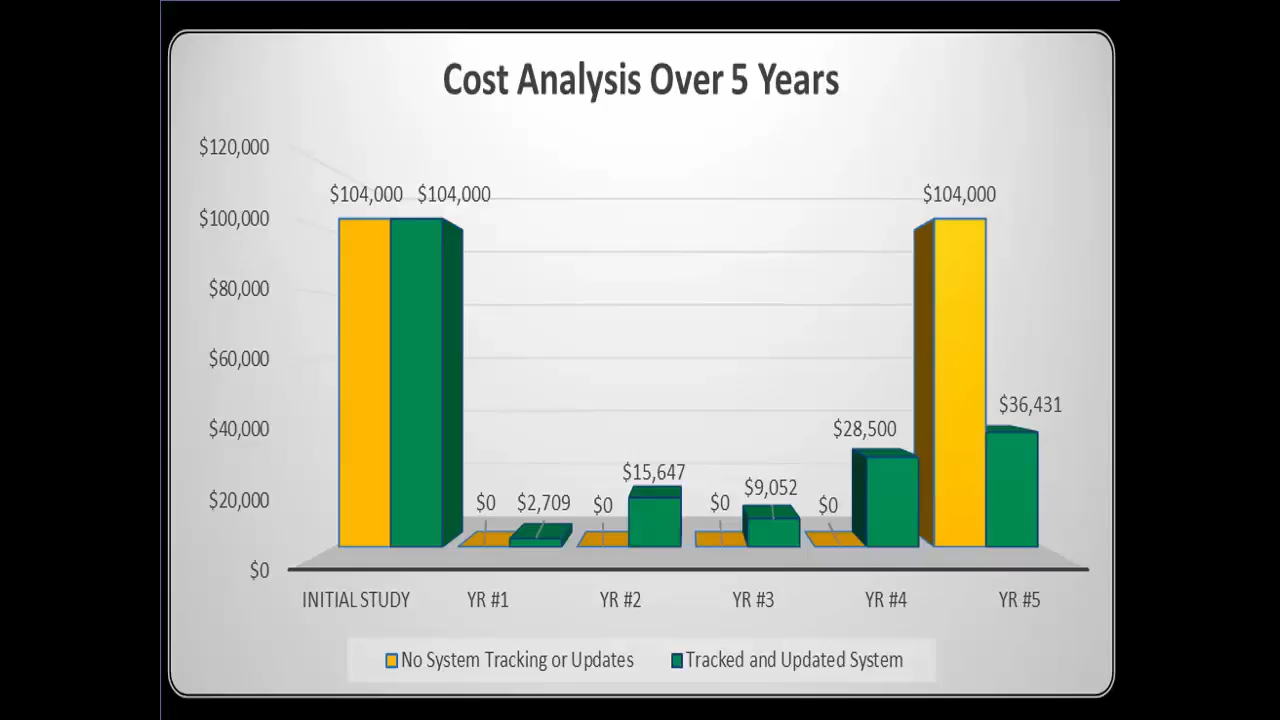 Cost Analysis Over 5 Years
$120,000
$104,000 $104,000 $104,000
$100,000
$80,000
$60,000
$36,431
$40,000 $28,500
$15,647
$9,052
$20,000 $0 $2,709 $0 $0 $0
$0
INITIAL STUDY YR #1 YR #2 YR #3 YR #4 YR #5
No System Tracking or Updates Tracked and Updated System